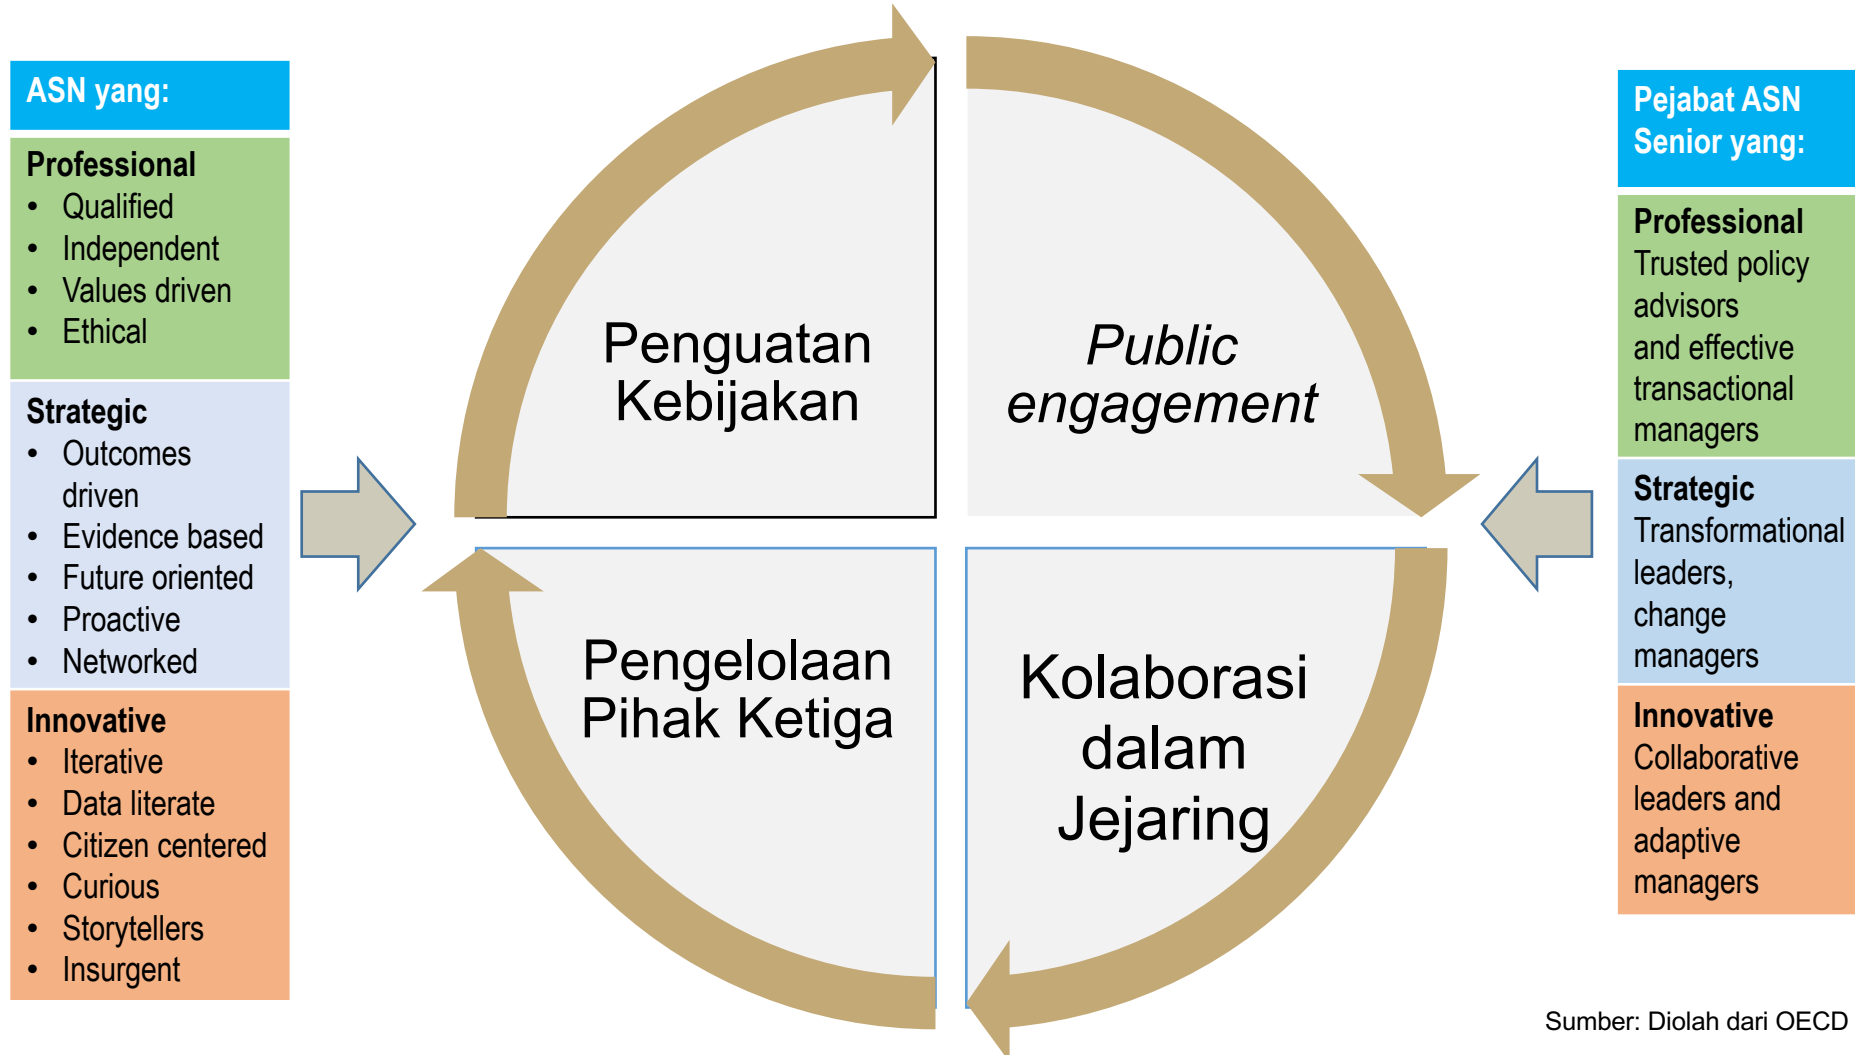 ASN yang:
Professional
• Qualified
• Independent
• Values driven
• Ethical
Strategic
• Outcomes
driven
• Evidence based
• Future oriented
• Proactive
• Networked
Innovative
• Iterative
• Data literate
• Citizen centered
• Curious
• Storytellers
• Insurgent
Penguatan
Kebijakan
Public
engagement
Pengelolaan
Pihak Ketiga
Kolaborasi
dalam
Jejaring
Pejabat ASN
Senior yang:
Professional
Trusted policy
advisors
and effective
transactional
managers
Strategic
Transformational
leaders,
change
managers
Innovative
Collaborative
leaders and
adaptive
managers
Sumber: Diolah dari OECD